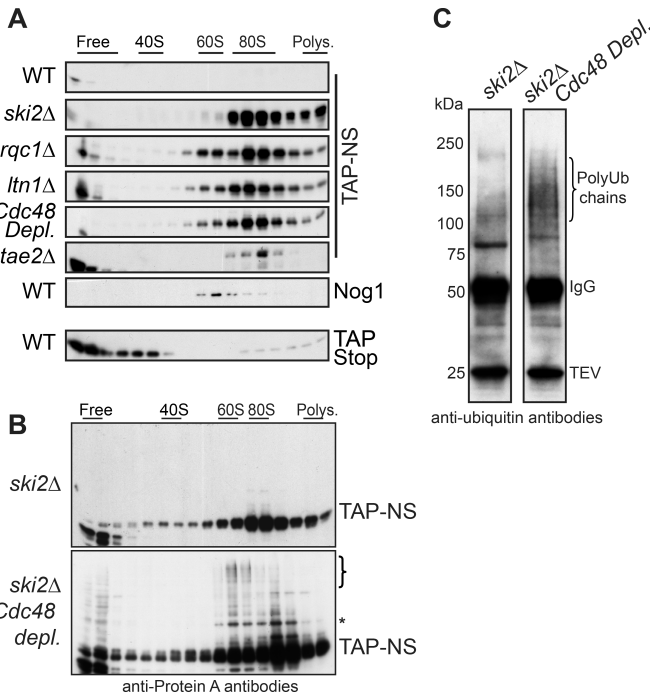 A
Free 40S 60S 80S Polys.
WT
ski2Δ
rqc1Δ
ltn1Δ
Cdc48
Depl.
tae2Δ
TAP-NS
WT Nog1
WT TAP
Stop
B
Free 40S 60S 80S Polys.
ski2Δ
TAP-NS
ski2Δ
Cdc48
depl.
*
TAP-NS
anti-Protein A antibodies
C
ski2Δ
ski2Δ
Cdc48 Depl.
kDa
250
150
100
75
50
25
PolyUb
chains
IgG
TEV
anti-ubiquitin antibodies